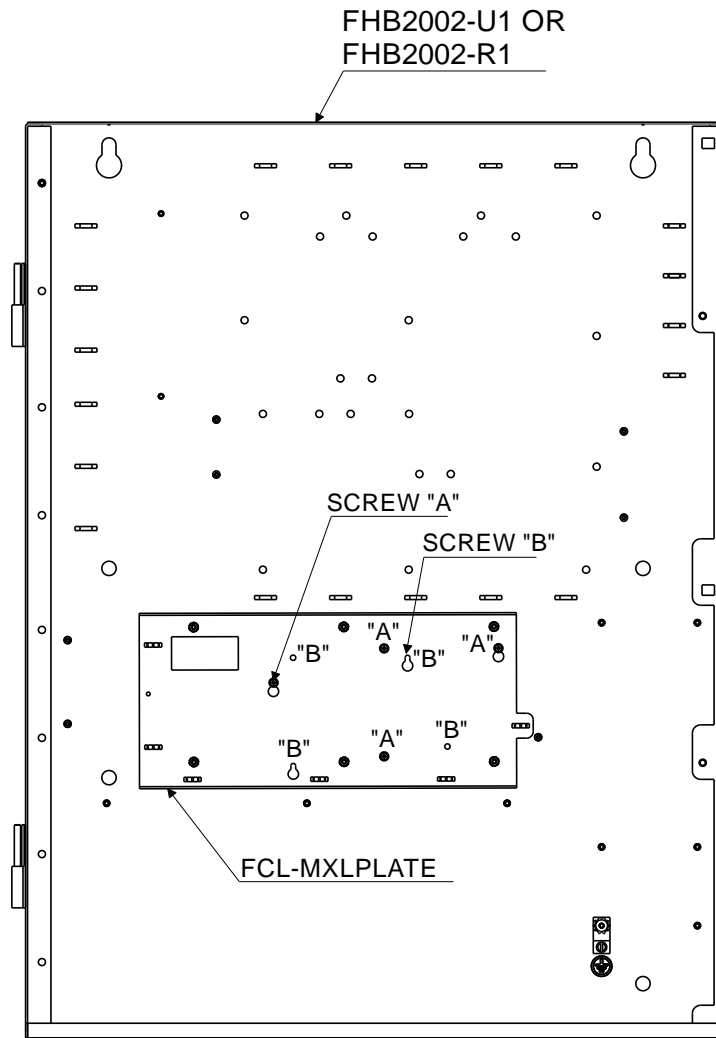 FHB2002-U1 OR
FHB2002-R1
SCREW "A"
SCREW "B"
"A"
"A"
"B"
"B"
"B"
"B"
"A"
FCL-MXLPLATE